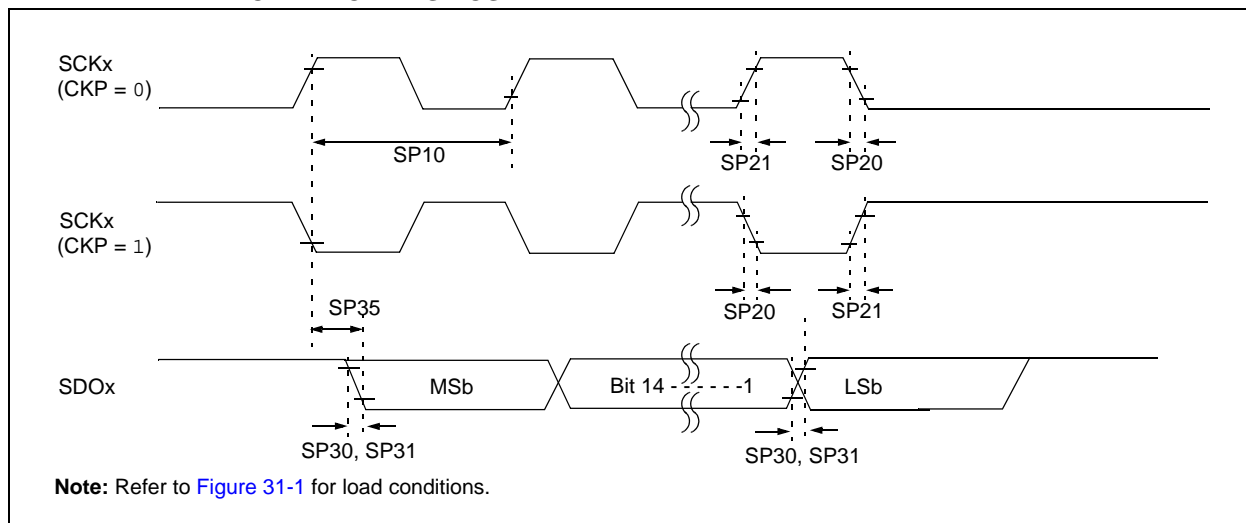 SCKx
(CKP = 0)
SP10
SP21
SP20
SCKx
(CKP = 1)
SP35
SP20
SP21
SDOx
MSb
Bit 14 - - - - - -1
LSb
SP30, SP31
SP30, SP31
Note: Refer to Figure 31-1 for load conditions.